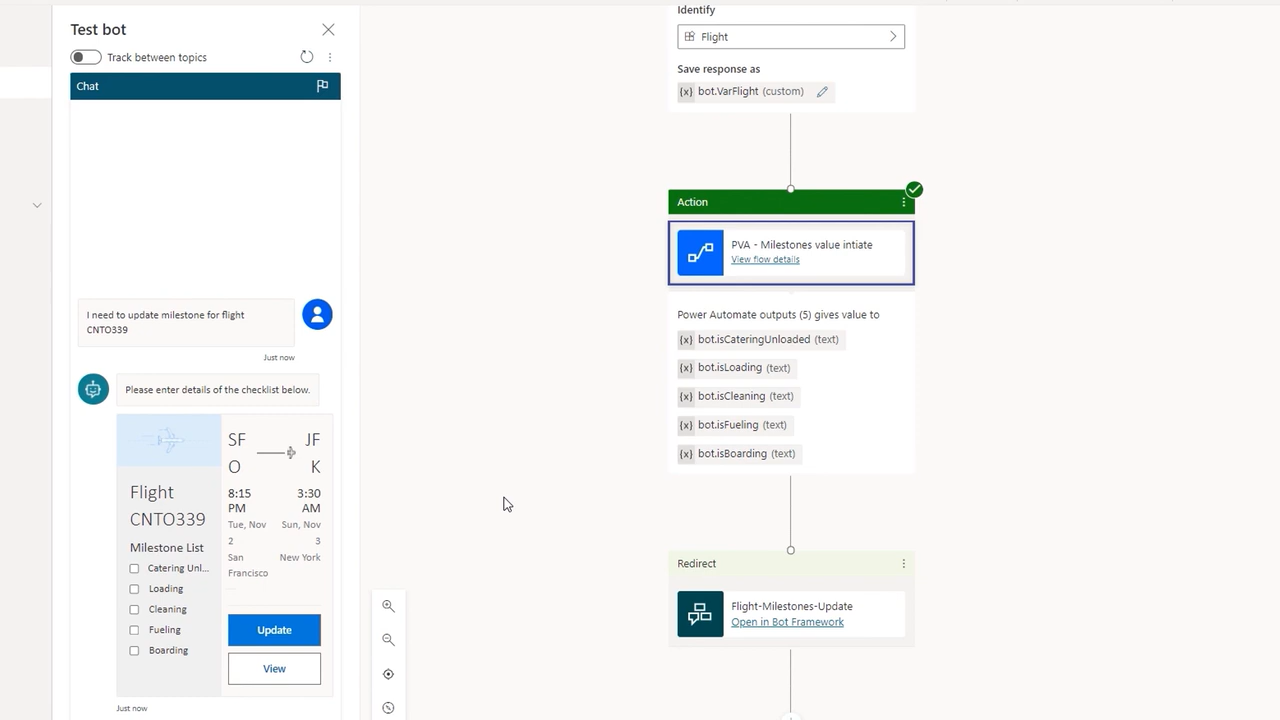 Test bot
Track between topics
Chat
I need to update milestone for flight
CNTO339
Just now
Please enter details of the checklist below.
Flight
CNTO339
Milestone List
Catering Unl...
Loading
Cleaning
Fueling
Boarding
SF
O
JF
K
8:15
PM
3:30
AM
Tue, Nov
2
Sun, Nov
3
San
Francisco
New York
Update
View
Just now
Identify
Flight
Save response as
{x} bot.VarFlight (custom)
Action
PVA - Milestones value intiate
View flow details
Power Automate outputs (5) gives value to
{x} bot.isCateringUnloaded (text)
{x} bot.isLoading (text)
{x} bot.isCleaning (text)
{x} bot.isFueling (text)
{x} bot.isBoarding (text)
Redirect
Flight-Milestones-Update
Open in Bot Framework